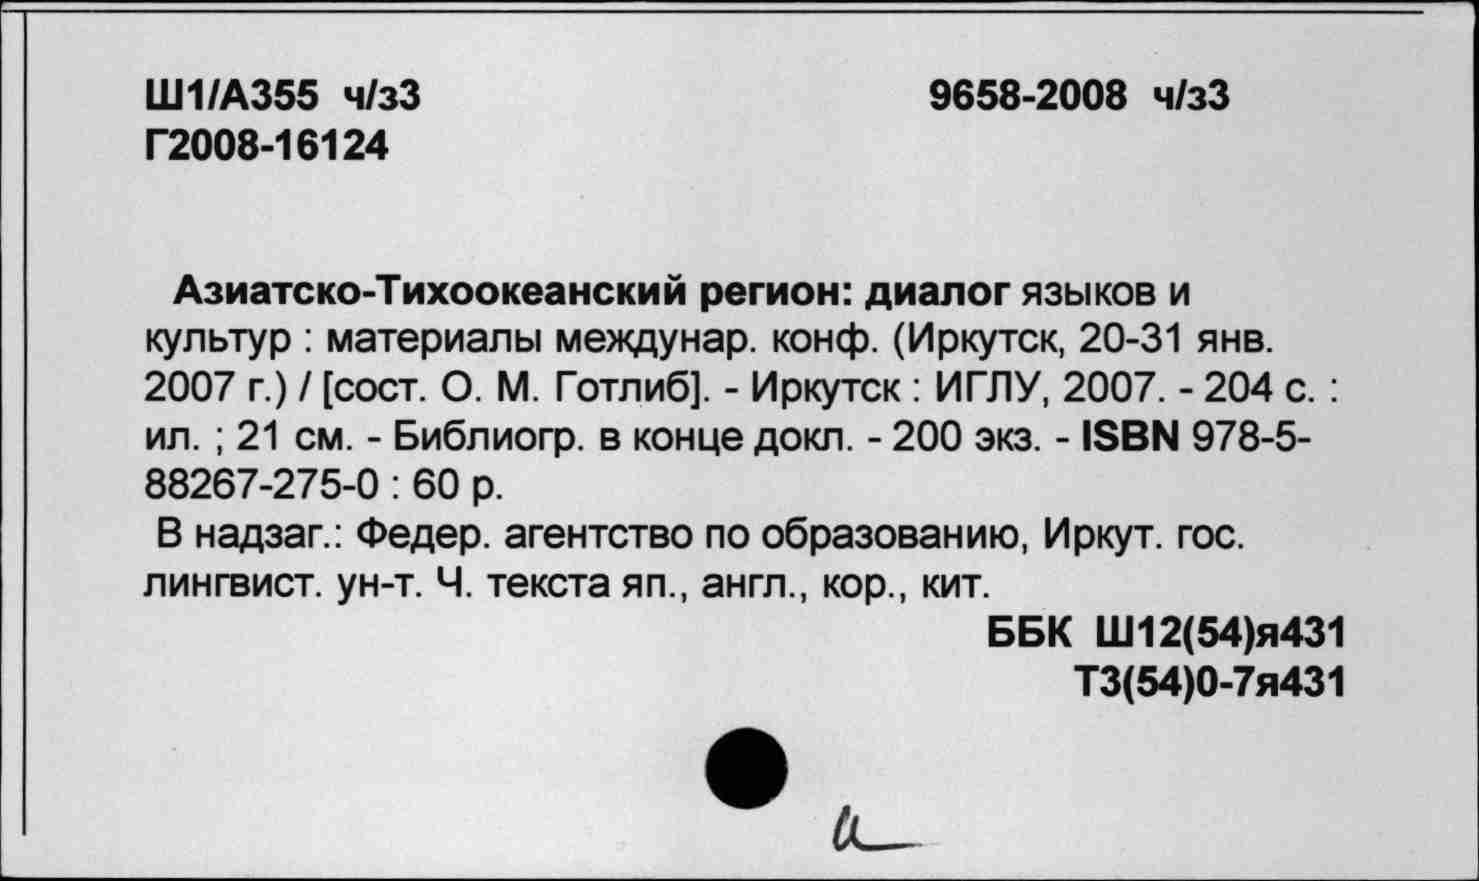 Ш1/А355 ч/з3 9658-2008 ч/з3
Г2008-16124
Азиатско-Тихоокеанский регион: диалог языков и
культур : материалы междунар. конф. (Иркутск, 20-31 янв.
2007 г.) / [сост. О. М. Готлиб]. - Иркутск : ИГЛУ, 2007. - 204 с. :
ил. ; 21 см. - Библиогр. в конце докл. - 200 экз. - ISBN 978-5-
88267-275-0 : 60 р.
В надзаг.: Федер. агентство по образованию, Иркут. гос.
лингвист. ун-т. Ч. текста яп., англ., кор., кит.
ББК Ш12(54)я431
Т3(54)0-7я431